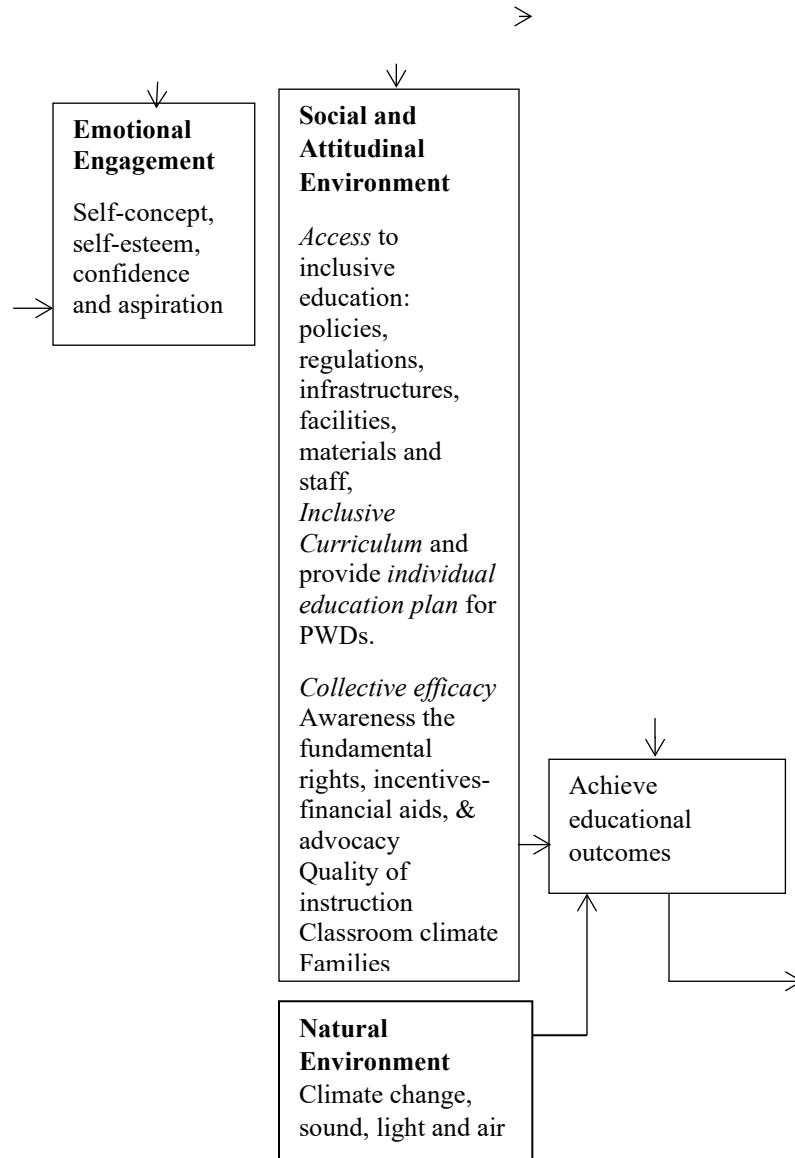 Emotional
Engagement
Self-concept,
self-esteem,
confidence
and aspiration
Social and
Attitudinal
Environment
Access to
inclusive
education:
policies,
regulations,
infrastructures,
facilities,
materials and
staff,
Inclusive
Curriculum and
provide individual
education plan for
PWDs.
Collective efficacy
Awareness the
fundamental
rights, incentives-
financial aids, &
advocacy
Quality of
instruction
Classroom climate
Families
Achieve
educational
outcomes
Natural
Environment
Climate change,
sound, light and air